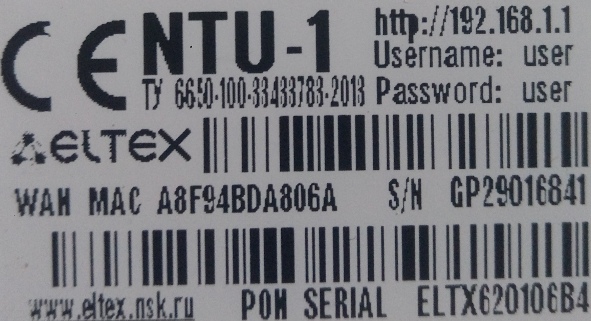 CE NTU-1 http://192.168.1.1
Username: user
ТУ 6650-100-33433783-2013 Password: user
ELTEX
WAN MAC A8F94BDA806A S/N GP29016841
www.eltex.nsk.ru PON SERIAL ELTX620106B4